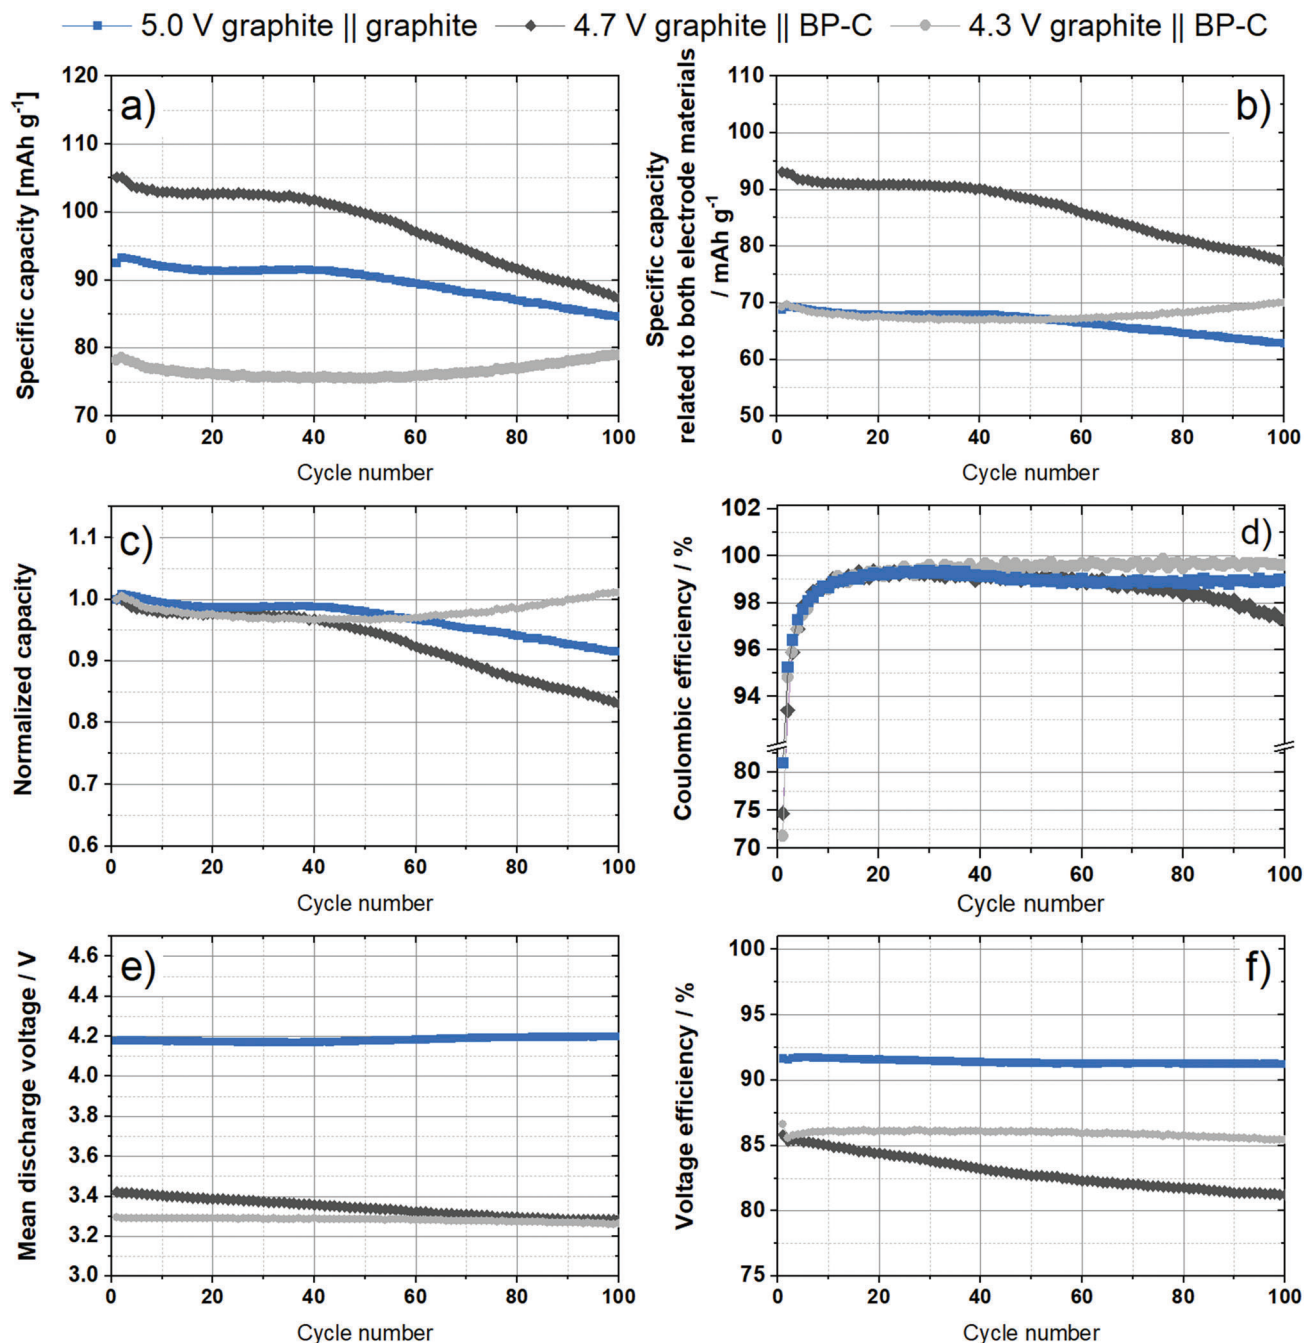 5.0 V graphite || graphite 4.7 V graphite || BP-C 4.3 V graphite || BP-C
a)
Specific capacity [mAh g⁻¹]
120
110
100
90
80
70
0 20 40 60 80 100
Cycle number
b)
Specific capacity
related to both electrode materials
/ mAh g⁻¹
110
100
90
80
70
60
50
0 20 40 60 80 100
Cycle number
c)
Normalized capacity
1.1
1.0
0.9
0.8
0.7
0.6
0 20 40 60 80 100
Cycle number
d)
Coulombic efficiency / %
102
100
98
96
94
80
75
70
0 20 40 60 80 100
Cycle number
e)
Mean discharge voltage / V
4.6
4.4
4.2
4.0
3.8
3.6
3.4
3.2
3.0
0 20 40 60 80 100
Cycle number
f)
Voltage efficiency / %
100
95
90
85
80
75
0 20 40 60 80 100
Cycle number